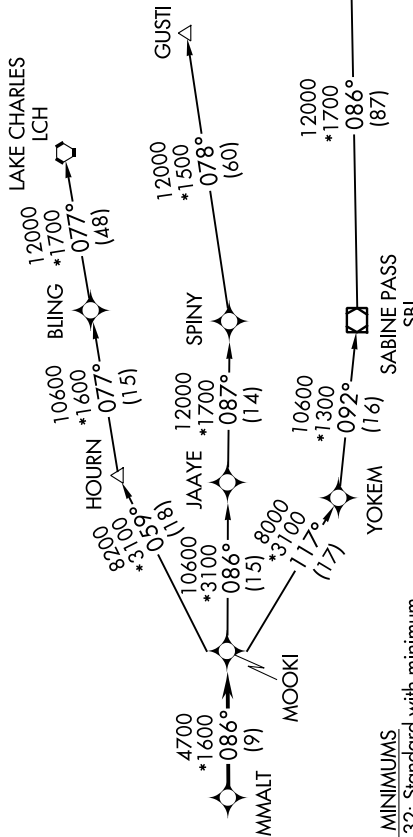 LAKE CHARLES
LCH
12000
*1700
077°
(48)
BLING
10600
*1600
077°
(15)
HOURN
8200
*3100
059°
(18)
GUSTI
12000
*1500
078°
(60)
SPINY
12000
*1700
087°
(14)
JAAYE
10600
*3100
086°
(15)
MOOKI
4700
*1600
086°
(9)
MMALT
8000
*3100
117°
(17)
YOKEM
10600
*1300
092°
(16)
SABINE PASS
SBI
12000
*1700
086°
(87)
MINIMUMS
32: Standard with minimum